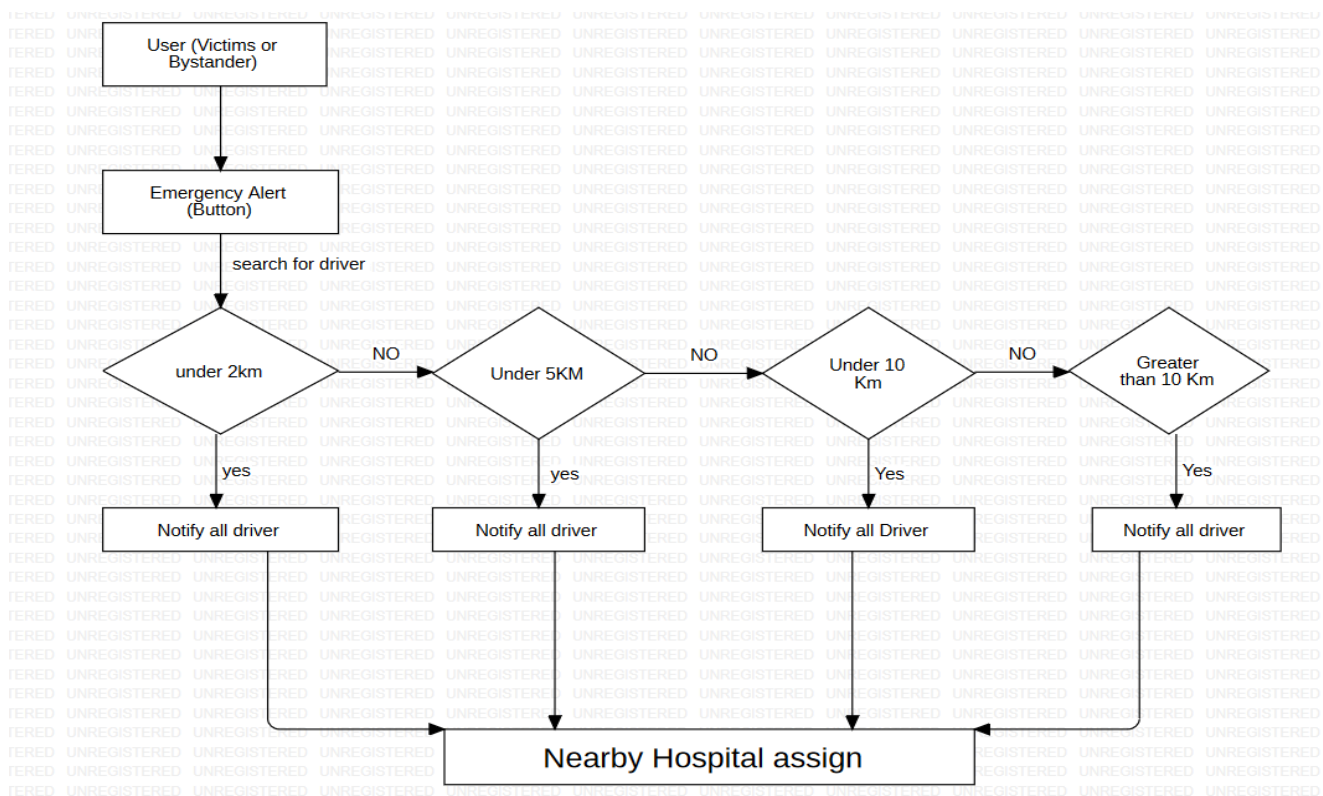 User (Victims or
Bystander)
Emergency Alert
(Button)
search for driver
under 2km
NO
Under 5KM
NO
Under 10
Km
NO
Greater
than 10 Km
yes
yes
Yes
Yes
Notify all driver
Notify all driver
Notify all Driver
Notify all driver
Nearby Hospital assign